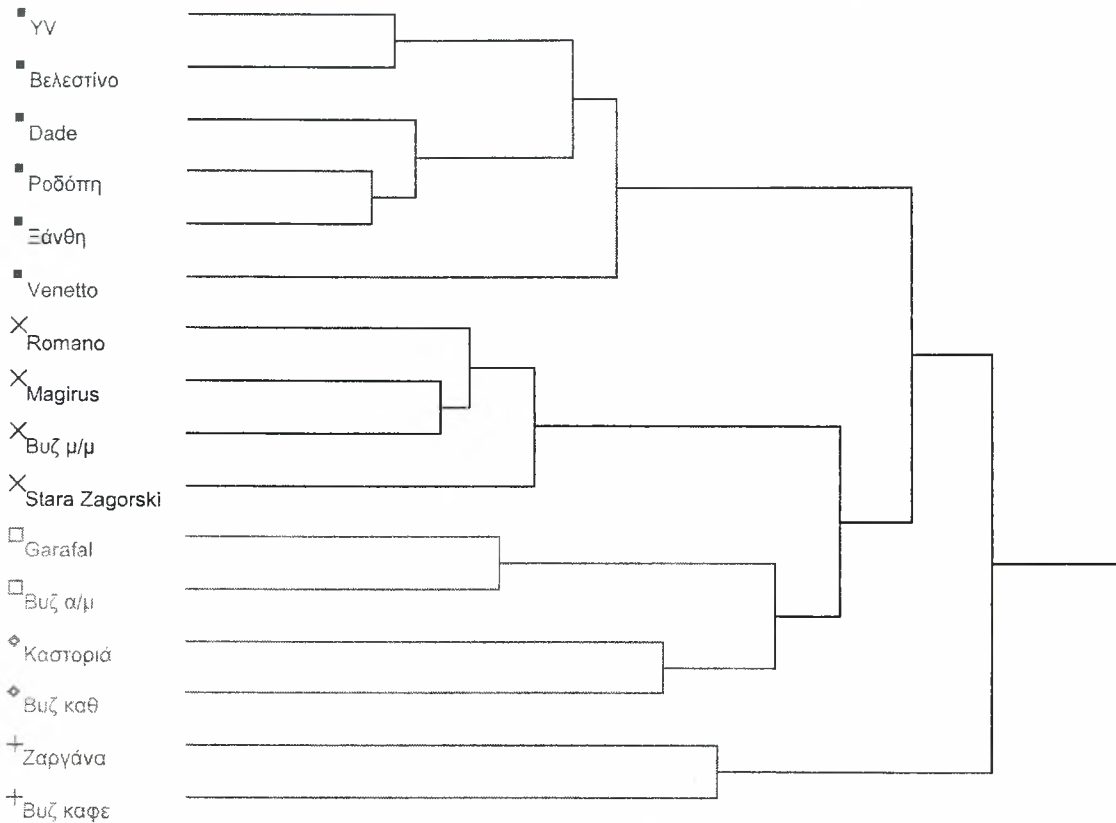 YV
Βελεστίνο
Dade
Ροδόπη
Ξάνθη
Venetto
Romano
Magirus
Βυζ μ/μ
Stara Zagorski
Garafal
Βυζ α/μ
Καστοριά
Βυζ καθ
Ζαργάνα
Βυζ καφε